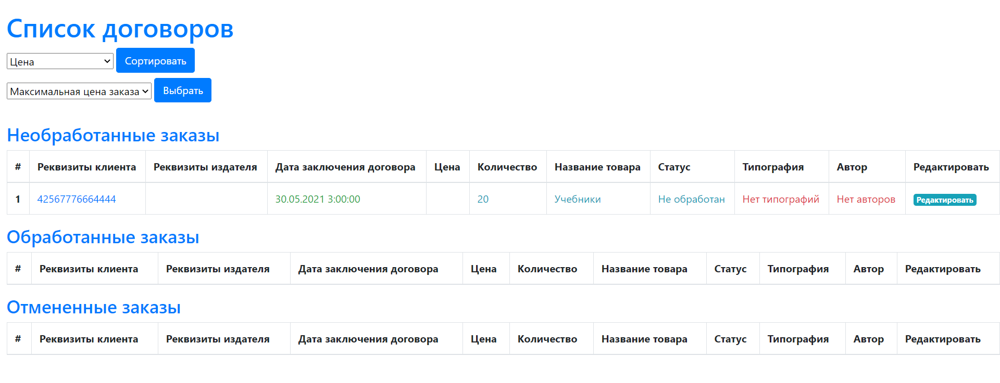 Список договоров
Цена Сортировать
Максимальная цена заказа Выбрать
Необработанные заказы
# Реквизиты клиента Реквизиты издателя Дата заключения договора Цена Количество Название товара Статус Типография Автор Редактировать
1 42567776664444 30.05.2021 3:00:00 20 Учебники Не обработан Нет типографий Нет авторов Редактировать
Обработанные заказы
# Реквизиты клиента Реквизиты издателя Дата заключения договора Цена Количество Название товара Статус Типография Автор Редактировать
Отмененные заказы
# Реквизиты клиента Реквизиты издателя Дата заключения договора Цена Количество Название товара Статус Типография Автор Редактировать